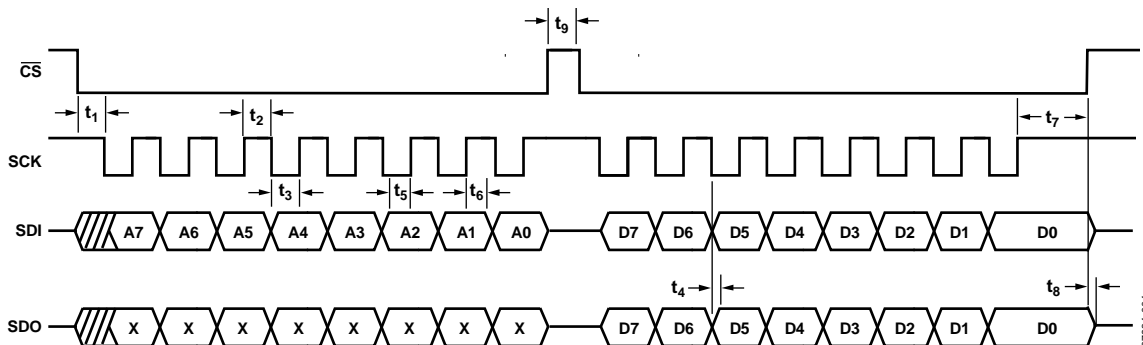 t9
CS
t1
t2
t7
SCK
t3
t5
t6
SDI
A7 A6 A5 A4 A3 A2 A1 A0 D7 D6 D5 D4 D3 D2 D1 D0
t4
t8
SDO
X X X X X X X X D7 D6 D5 D4 D3 D2 D1 D0